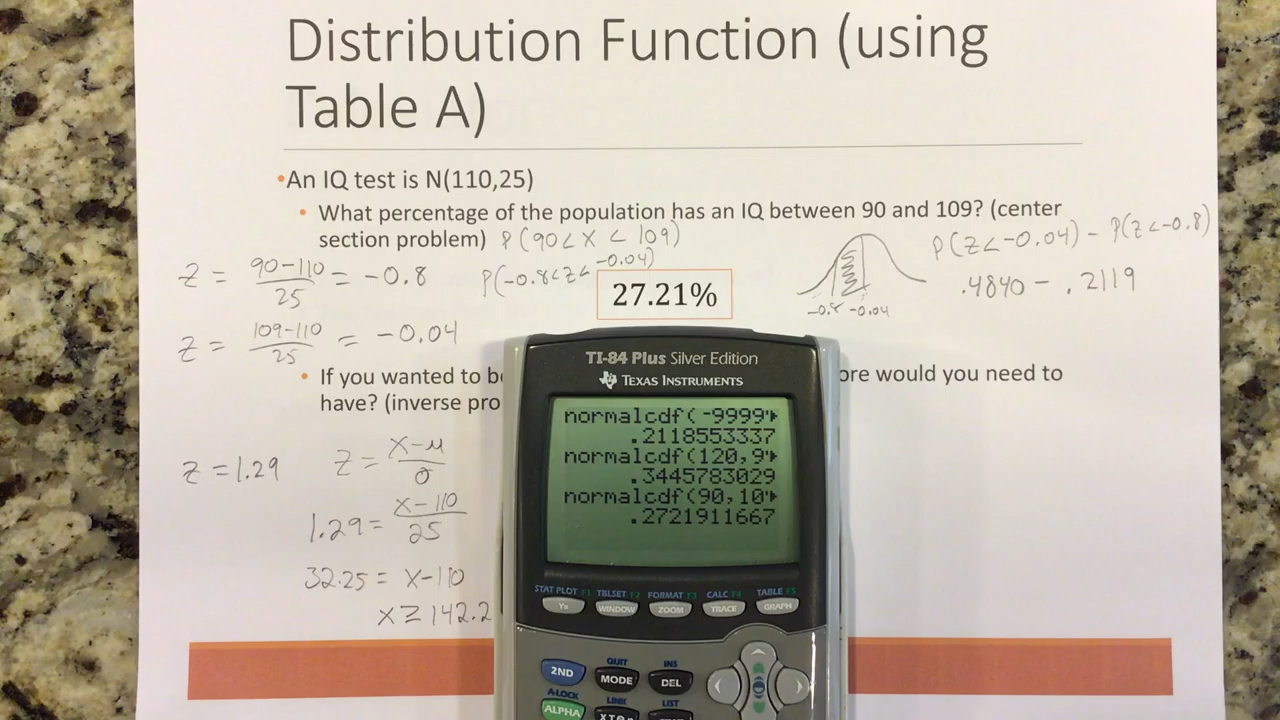 Distribution Function (using
Table A)
•An IQ test is N(110,25)
• What percentage of the population has an IQ between 90 and 109? (center
section problem) P(90<X<109)
P(Z<-0.04) - P(Z<-0.8)
Z = 90-110 / 25 = -0.8
P(-0.8<Z<-0.04)
27.21%
-0.8 -0.04
.4840 - .2119
Z = 109-110 / 25 = -0.04
• If you wanted to b ore would you need to
have? (inverse pro
Z = 1.29
Z = X-μ / σ
1.29 = X-110 / 25
32.25 = X-110
X ≥ 142.2
TI-84 Plus Silver Edition
TEXAS INSTRUMENTS
normalcdf(-9999
.2118553337
normalcdf(120,9
.3445783029
normalcdf(90,10
.2721911667
STAT PLOT F1 TBLSET F2 FORMAT F3 CALC F4 TABLE F5
Y= WINDOW ZOOM TRACE GRAPH
QUIT INS
2ND MODE DEL
A-LOCK LINK LIST
ALPHA